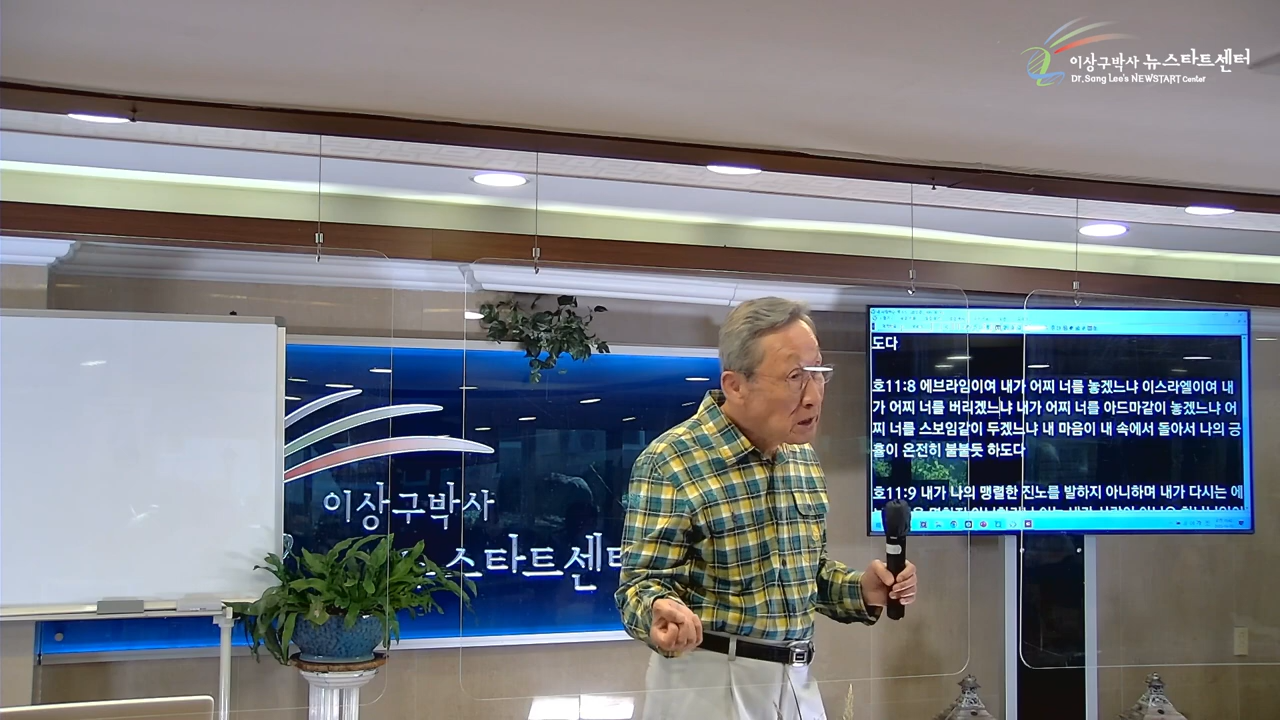 이상구박사 뉴스타트센터
Dr. Sang Lee's NEWSTART Center
이상구박사
스타트센터
도다
호11:8 에브라임이여 내가 어찌 너를 놓겠느냐 이스라엘이여 내
가 어찌 너를 버리겠느냐 내가 어찌 너를 아드마같이 놓겠느냐 어
찌 너를 스보임같이 두겠느냐 내 마음이 내 속에서 돌아서 나의 긍
휼이 온전히 불붙듯 하도다
호11:9 내가 나의 맹렬한 진노를 발하지 아니하며 내가 다시는 에